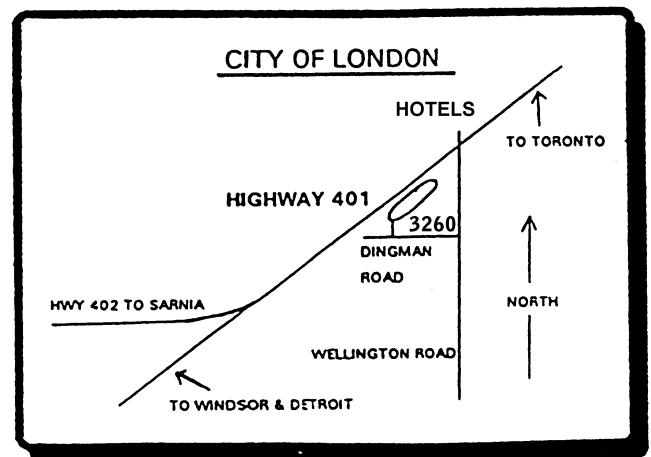 CITY OF LONDON
HOTELS
TO TORONTO
HIGHWAY 401
3260
DINGMAN
ROAD
HWY 402 TO SARNIA
NORTH
WELLINGTON ROAD
TO WINDSOR & DETROIT